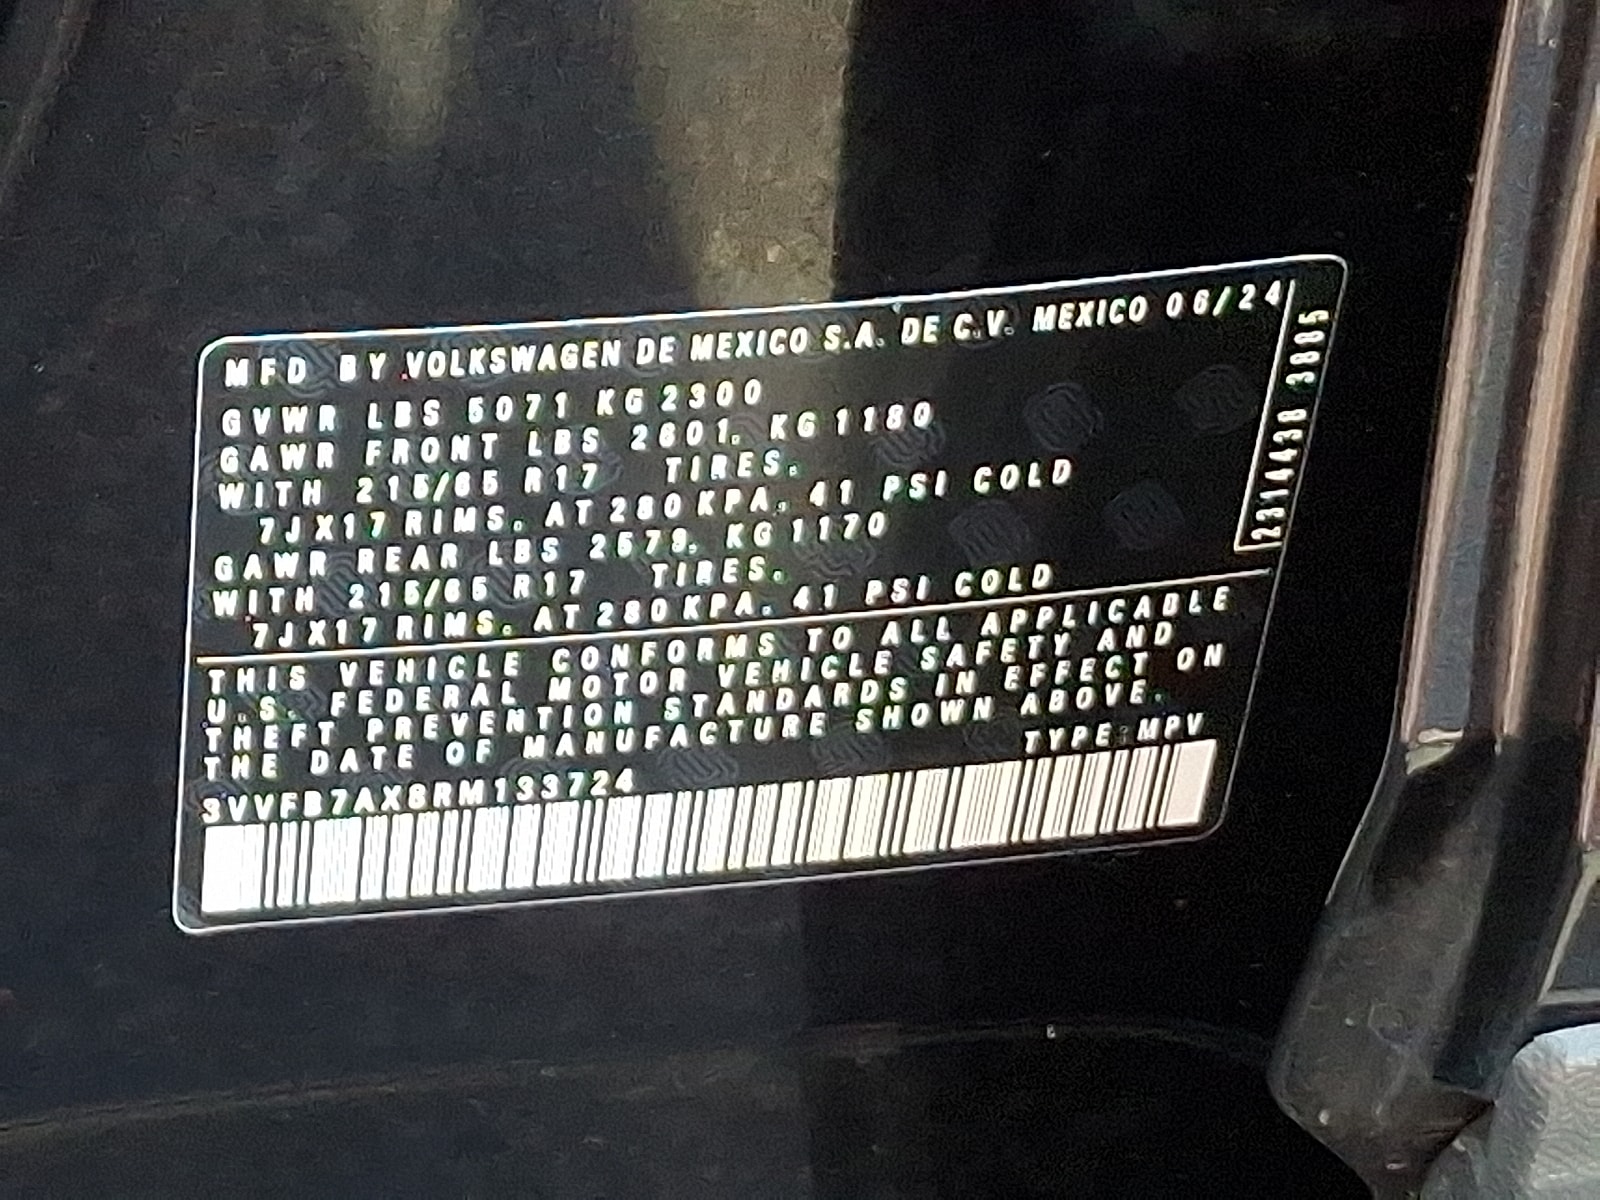 MFD BY VOLKSWAGEN DE MEXICO S.A. DE C.V. MEXICO 06/24
GVWR LBS 5071 KG 2300
GAWR FRONT LBS 2601. KG 1180
WITH 215/65 R17 TIRES.
7JX17 RIMS. AT 280 KPA. 41 PSI COLD
GAWR REAR LBS 2579. KG 1170
WITH 215/65 R17 TIRES.
7JX17 RIMS. AT 280 KPA. 41 PSI COLD
THIS VEHICLE CONFORMS TO ALL APPLICABLE
U.S. FEDERAL MOTOR VEHICLE SAFETY AND
THEFT PREVENTION STANDARDS IN EFFECT ON
THE DATE OF MANUFACTURE SHOWN ABOVE.
3VVFB7AX8RM133724 TYPE: MPV